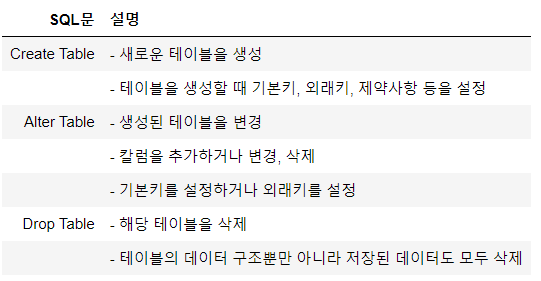 SQL문 설명
Create Table - 새로운 테이블을 생성
- 테이블을 생성할 때 기본키, 외래키, 제약사항 등을 설정
Alter Table - 생성된 테이블을 변경
- 칼럼을 추가하거나 변경, 삭제
- 기본키를 설정하거나 외래키를 설정
Drop Table - 해당 테이블을 삭제
- 테이블의 데이터 구조뿐만 아니라 저장된 데이터도 모두 삭제